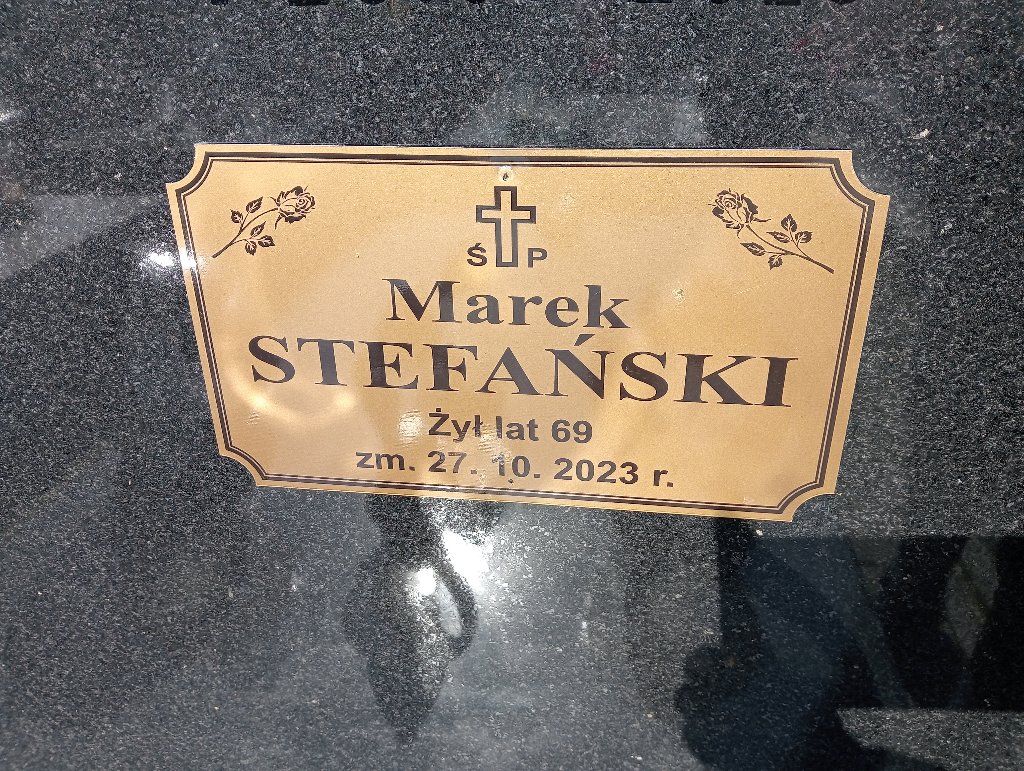 Ś P
Marek
STEFAŃSKI
Żył lat 69
zm. 27. 10. 2023 r.